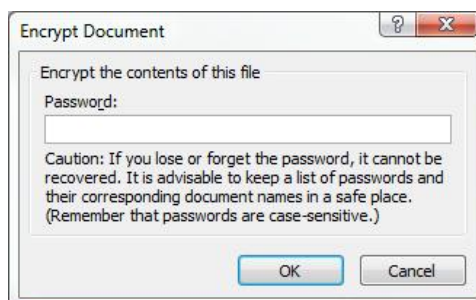 Encrypt Document
Encrypt the contents of this file
Password:
Caution: If you lose or forget the password, it cannot be
recovered. It is advisable to keep a list of passwords and
their corresponding document names in a safe place.
(Remember that passwords are case-sensitive.)
OK Cancel